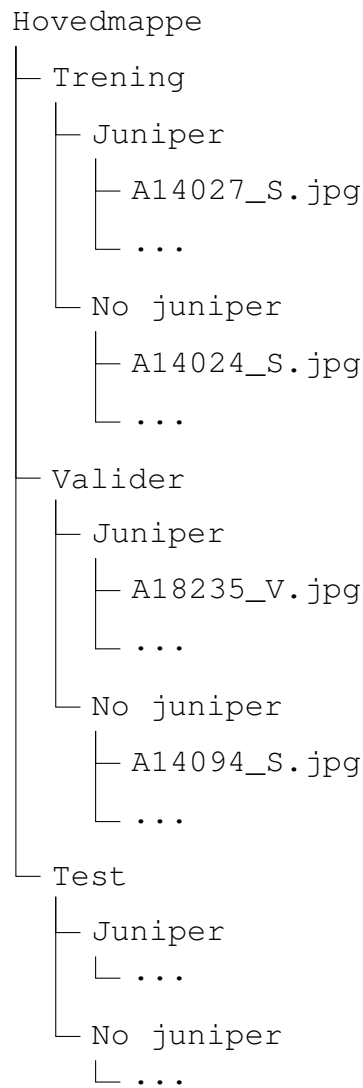 Hovedmappe
Trening
Juniper
A14027_S.jpg
...
No juniper
A14024_S.jpg
...
Valider
Juniper
A18235_V.jpg
...
No juniper
A14094_S.jpg
...
Test
Juniper
...
No juniper
...